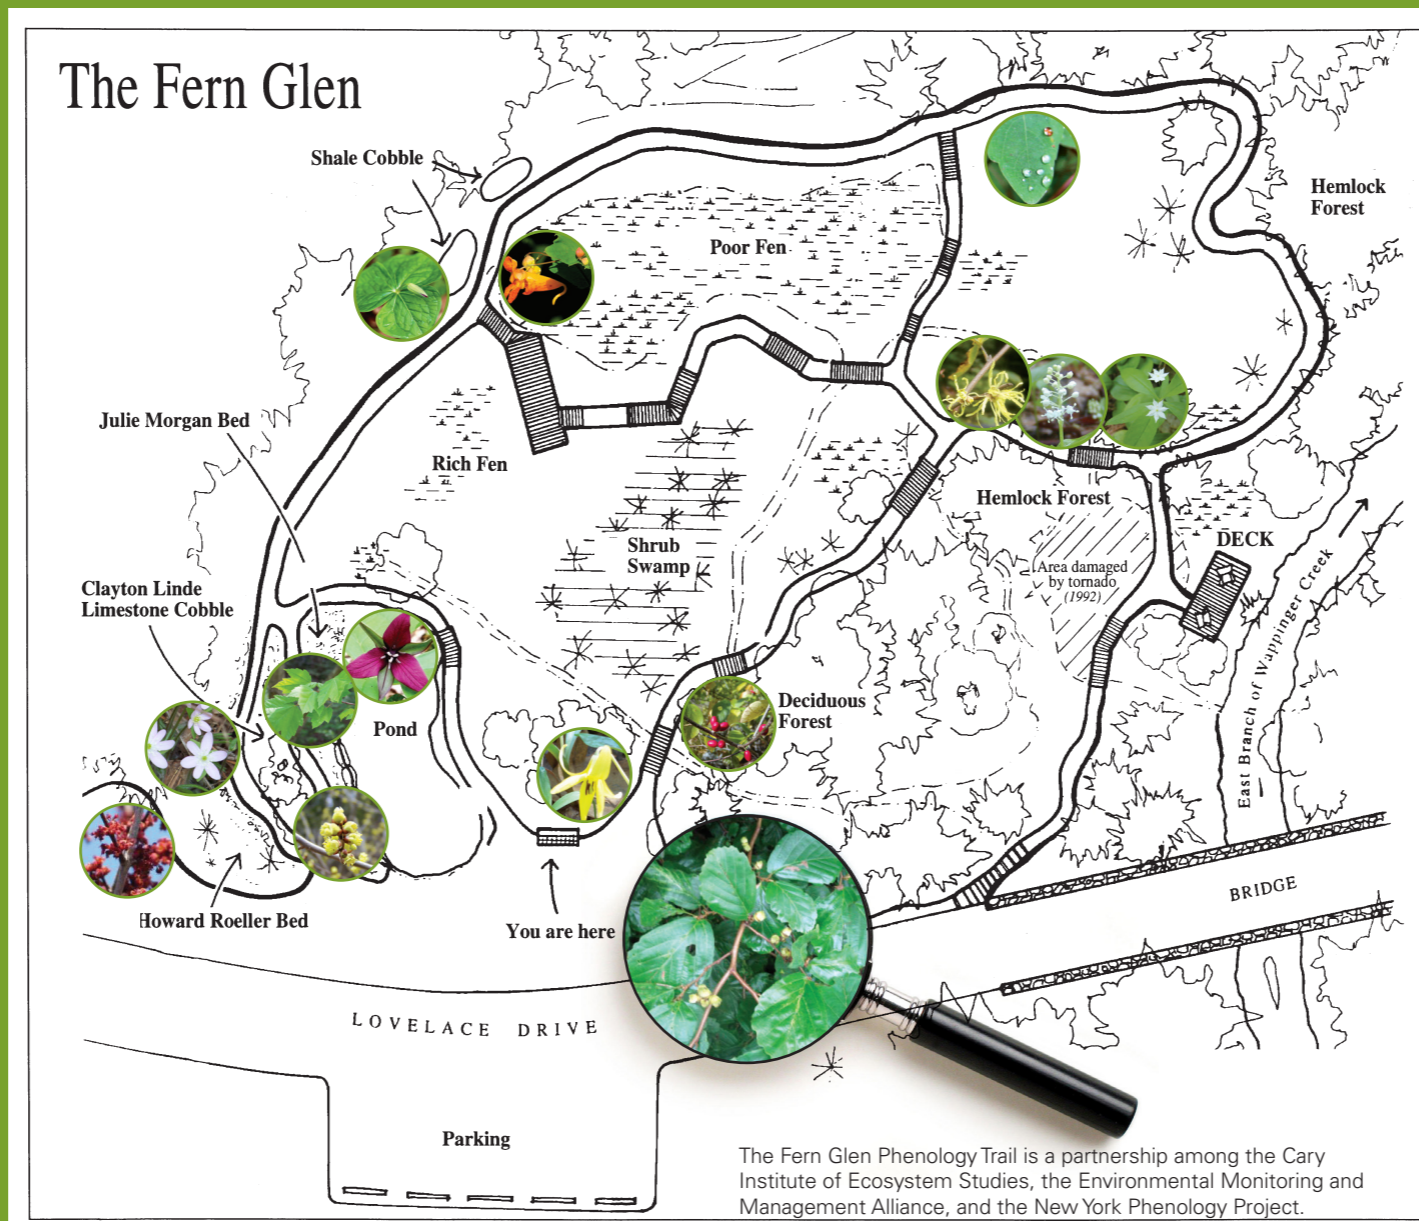 The Fern Glen
Shale Cobble
Hemlock
Forest
Poor Fen
Julie Morgan Bed
Rich Fen
Hemlock Forest
Shrub
Swamp
DECK
Area damaged
by tornado
(1992)
Clayton Linde
Limestone Cobble
East Branch of Wappinger Creek
Pond
Deciduous
Forest
BRIDGE
Howard Roeller Bed
You are here
LOVELACE DRIVE
Parking
The Fern Glen Phenology Trail is a partnership among the Cary
Institute of Ecosystem Studies, the Environmental Monitoring and
Management Alliance, and the New York Phenology Project.